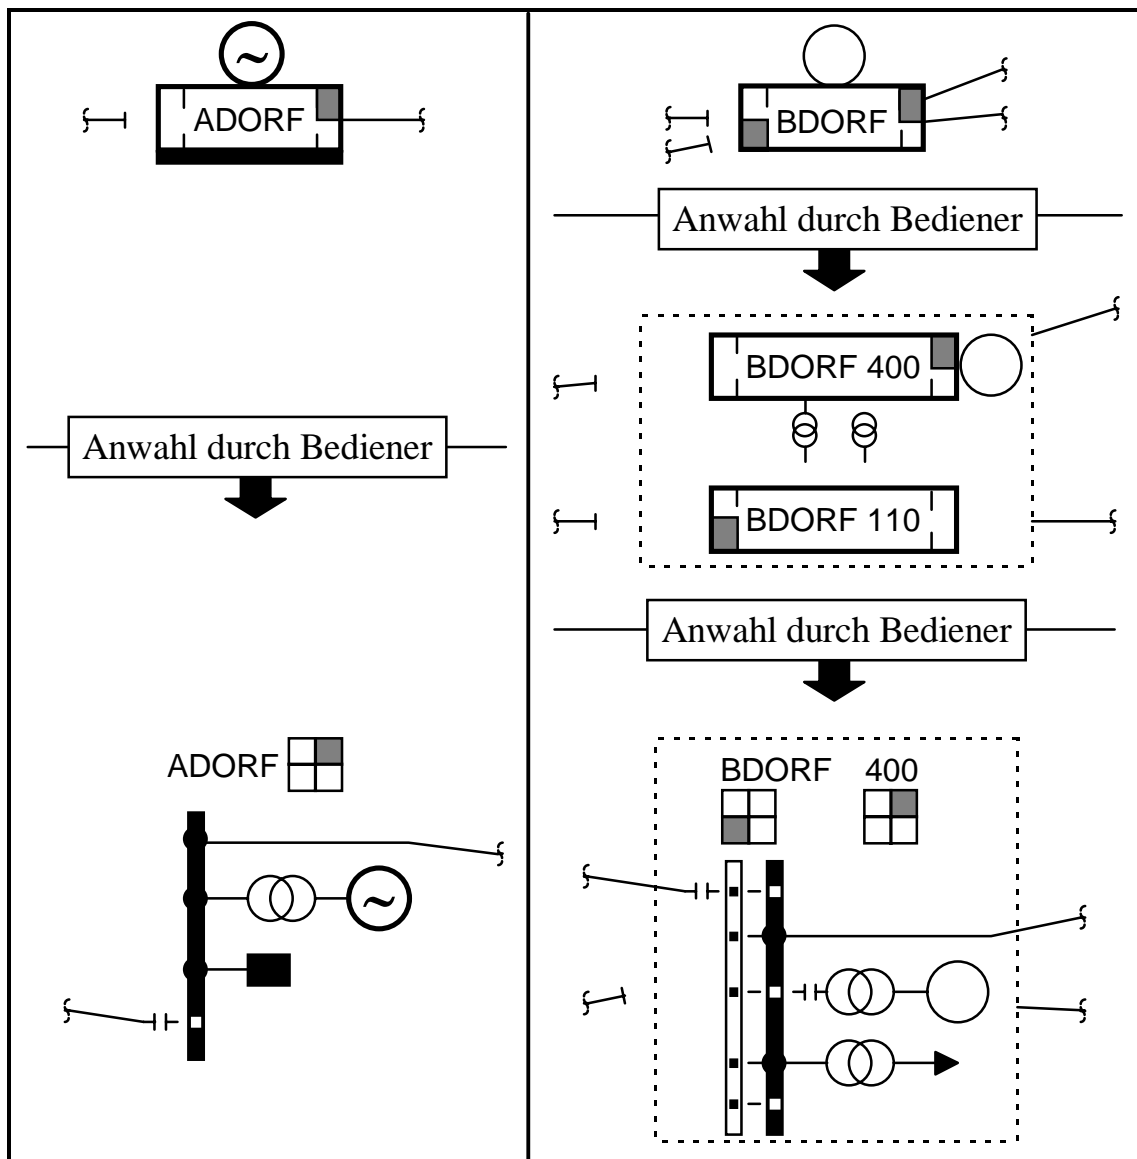 ADORF
Anwahl durch Bediener
ADORF
BDORF
Anwahl durch Bediener
BDORF 400
BDORF 110
Anwahl durch Bediener
BDORF 400